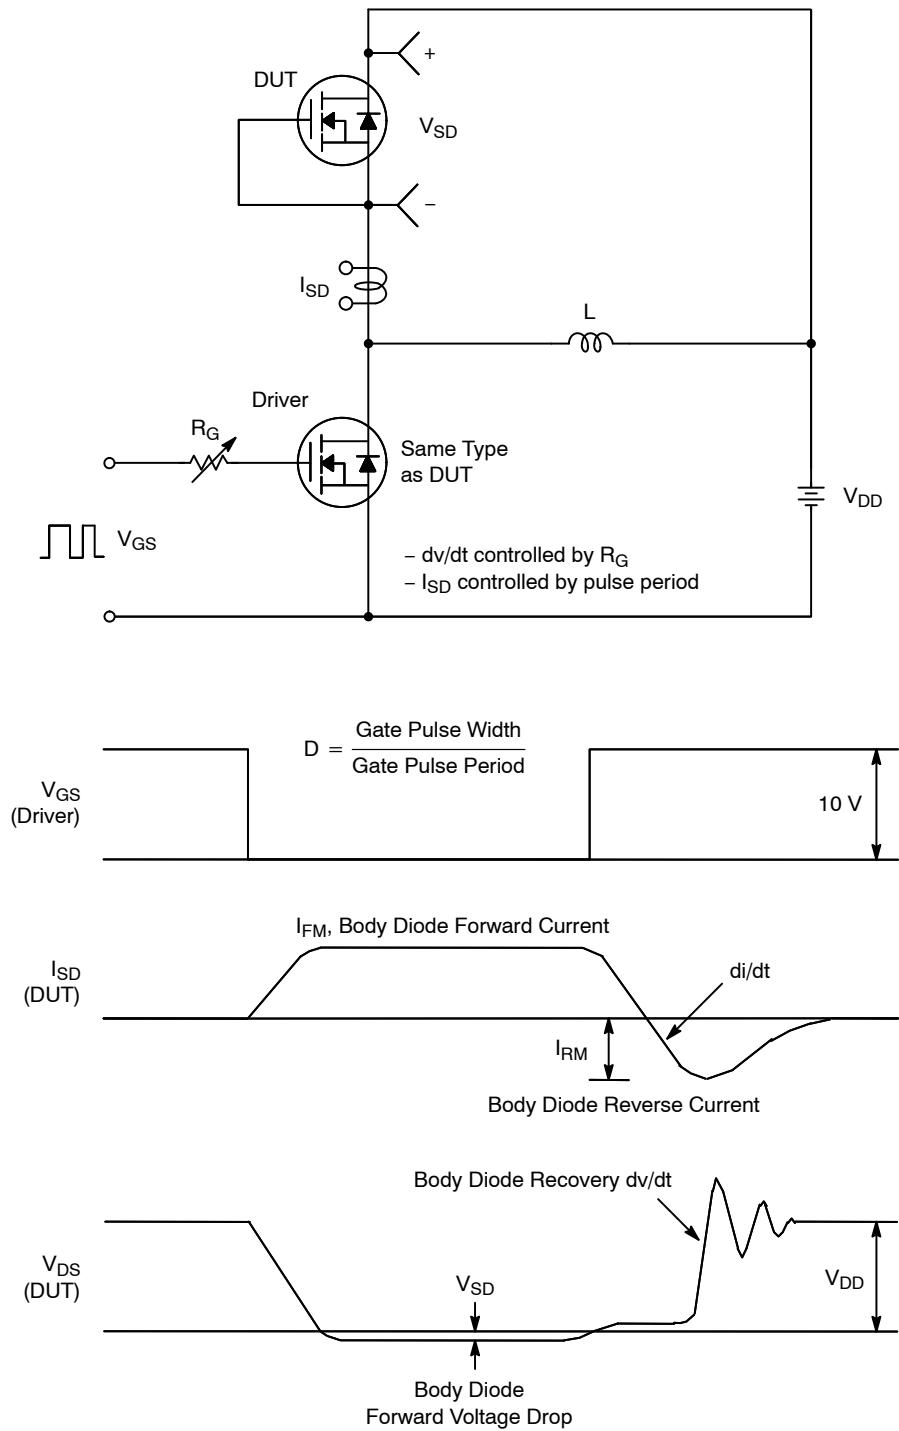 +
DUT
V_SD
−
I_SD
L
Driver
R_G
Same Type
as DUT
V_DD
V_GS
− dv/dt controlled by R_G
− I_SD controlled by pulse period
D = Gate Pulse Width
Gate Pulse Period
V_GS
(Driver)
10 V
I_FM, Body Diode Forward Current
I_SD
(DUT)
di/dt
I_RM
Body Diode Reverse Current
Body Diode Recovery dv/dt
V_DS
(DUT)
V_SD
V_DD
Body Diode
Forward Voltage Drop